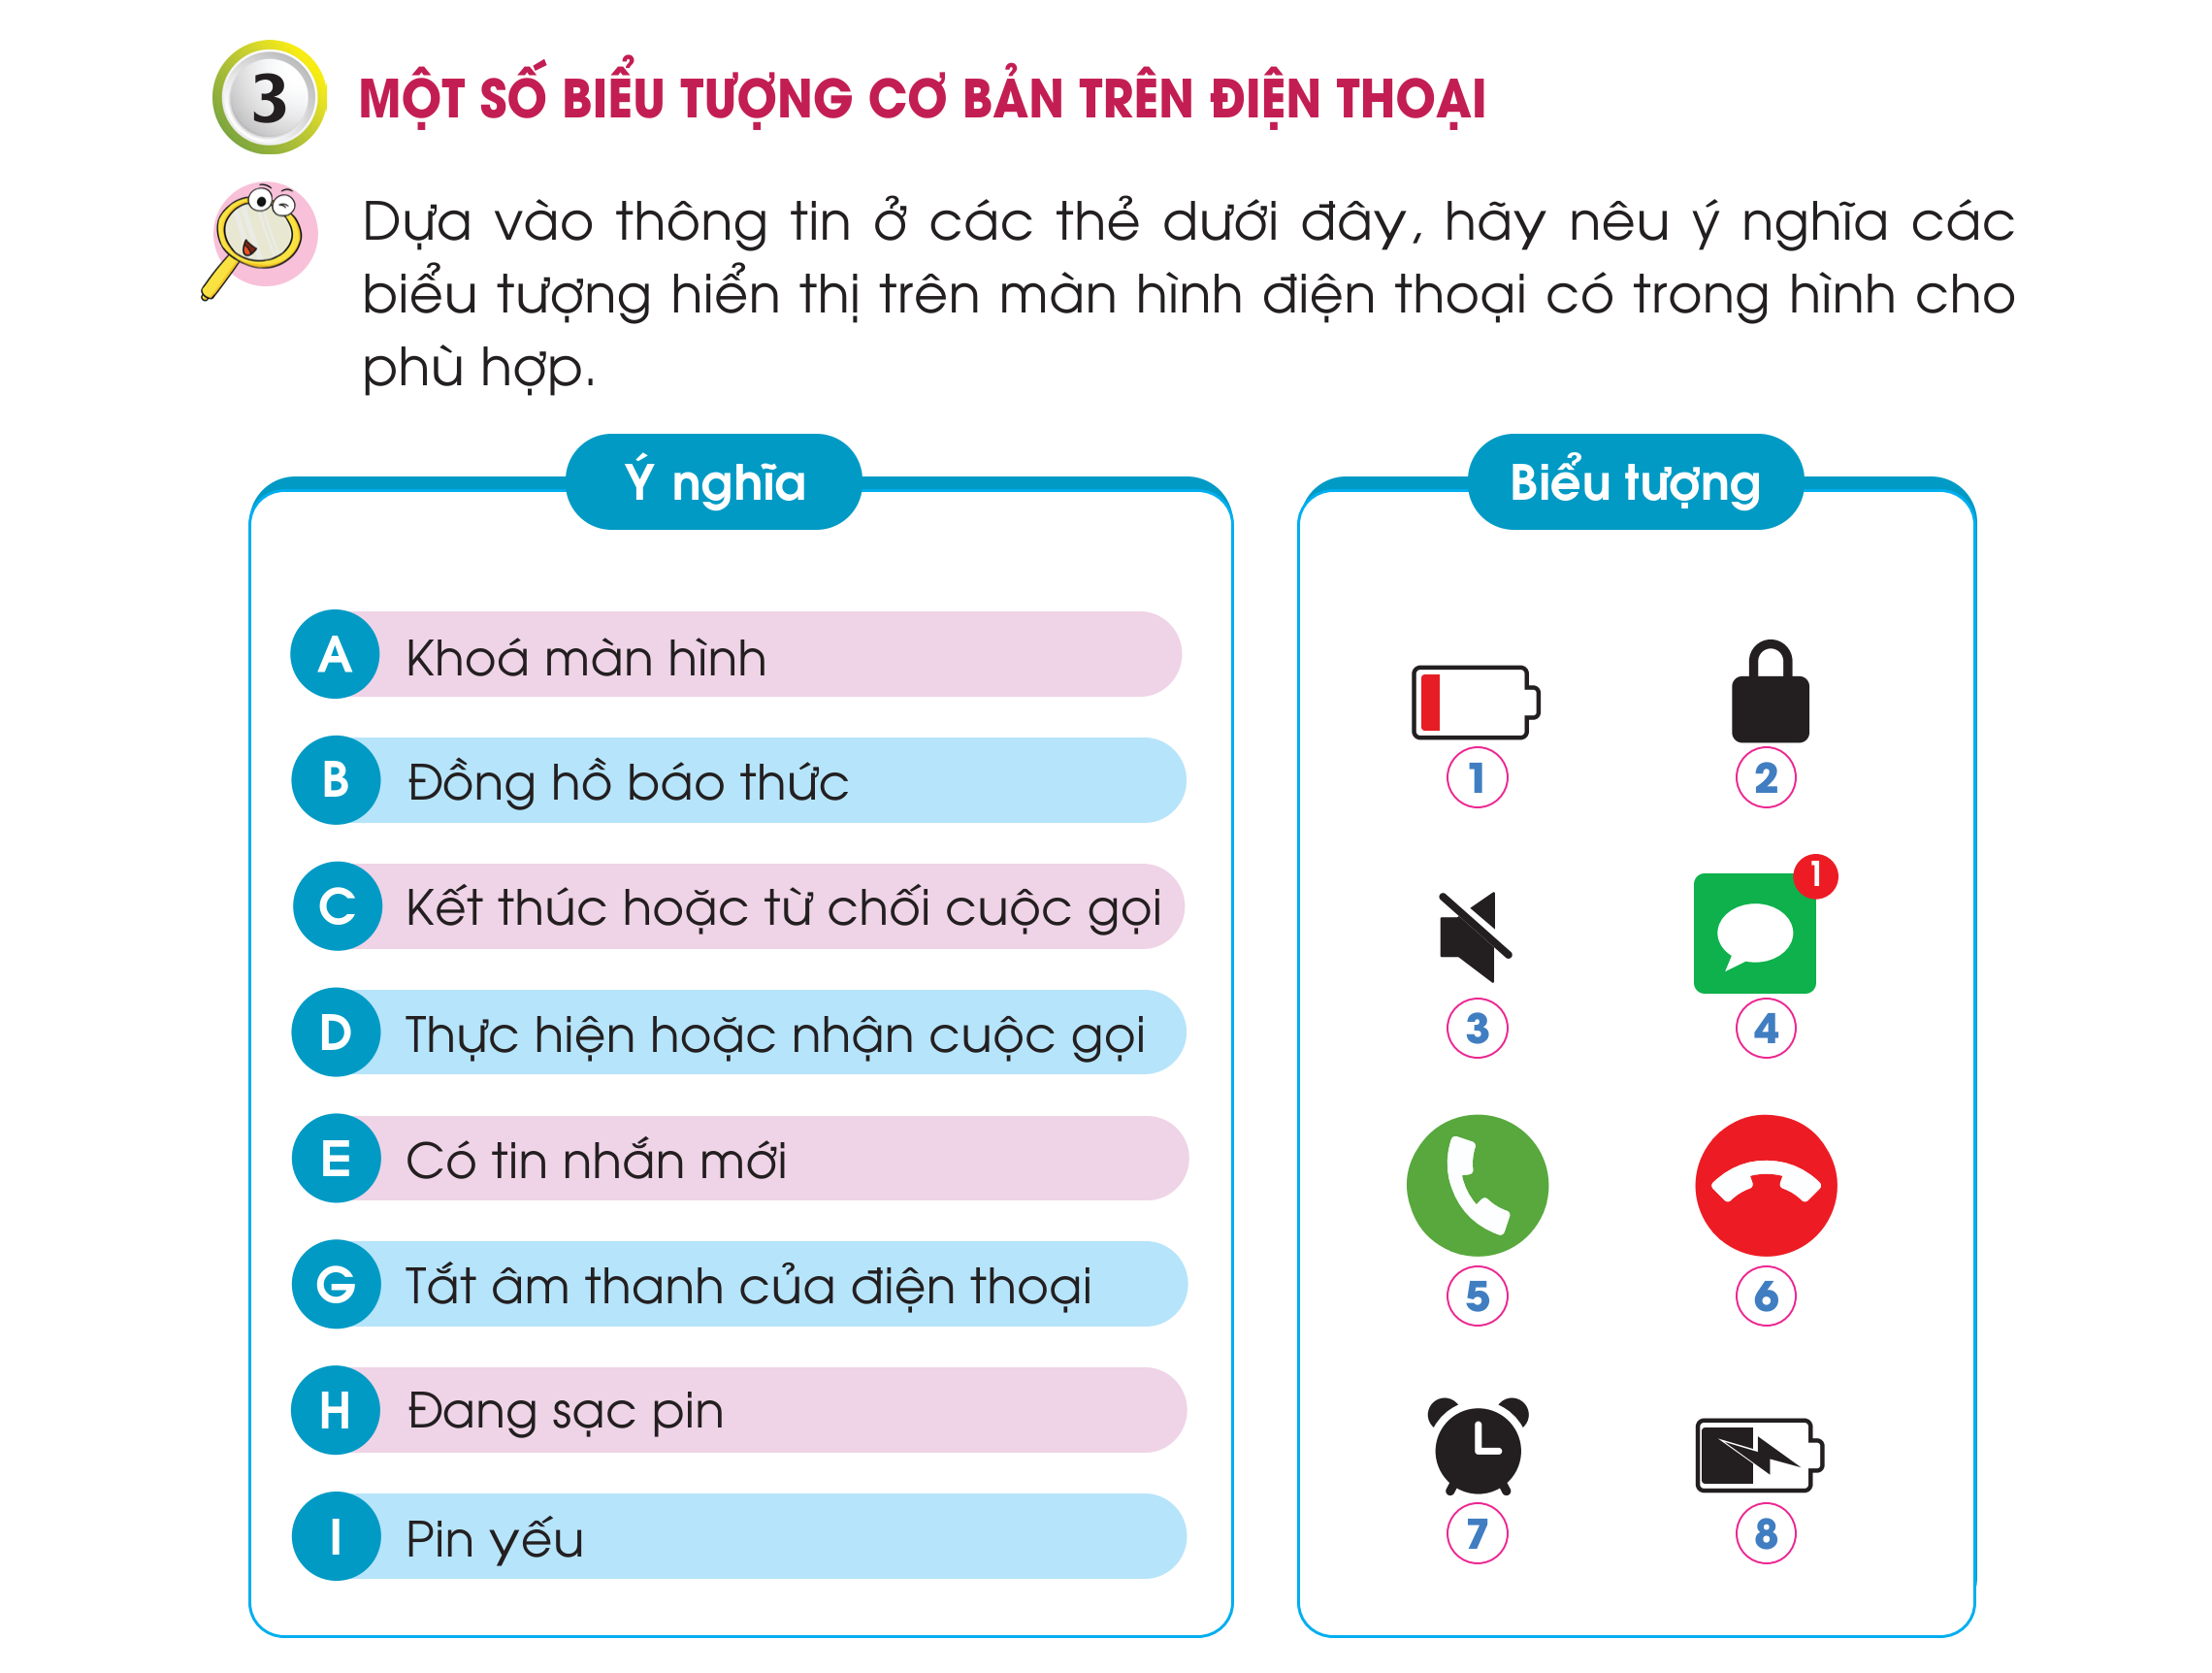 3 MỘT SỐ BIỂU TƯỢNG CƠ BẢN TRÊN ĐIỆN THOẠI
Dựa vào thông tin ở các thẻ dưới đây, hãy nêu ý nghĩa các
biểu tượng hiển thị trên màn hình điện thoại có trong hình cho
phù hợp.
Ý nghĩa
A Khoá màn hình
B Đồng hồ báo thức
C Kết thúc hoặc từ chối cuộc gọi
D Thực hiện hoặc nhận cuộc gọi
E Có tin nhắn mới
G Tắt âm thanh của điện thoại
H Đang sạc pin
I Pin yếu
Biểu tượng
1 2
1
3 4
5 6
7 8